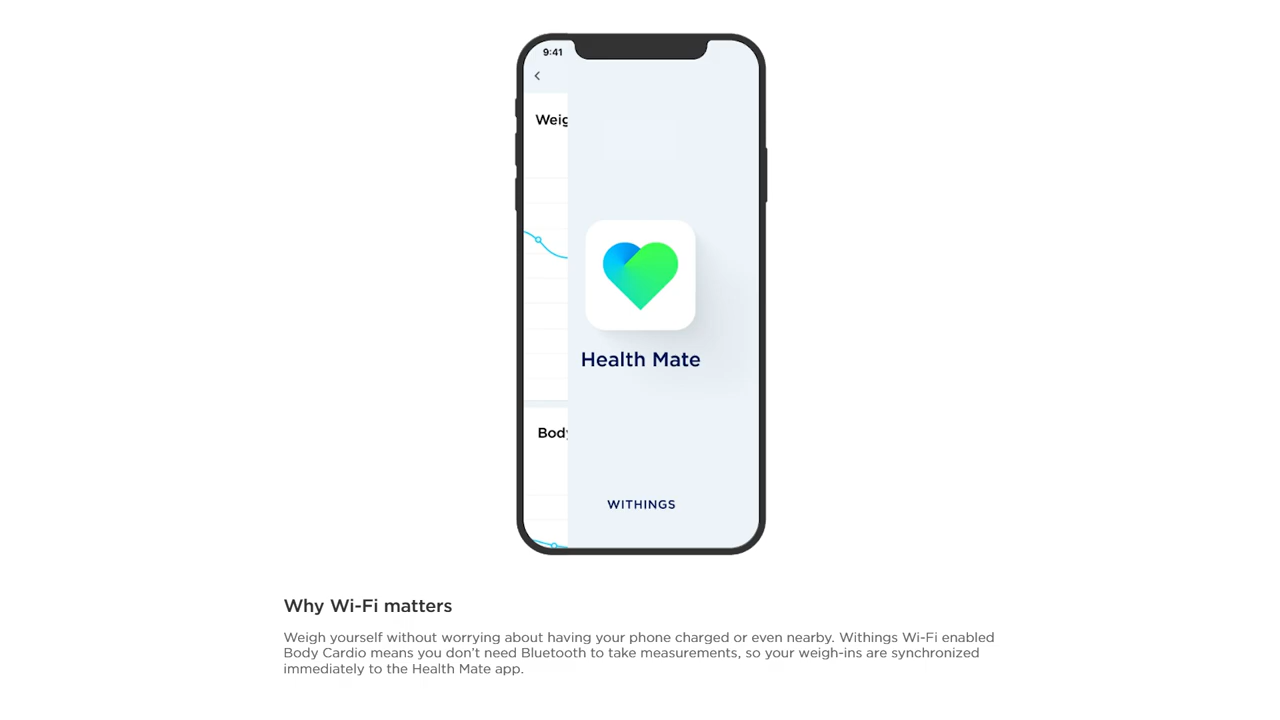 9:41
Weig
Health Mate
Body
WITHINGS
Why Wi-Fi matters
Weigh yourself without worrying about having your phone charged or even nearby. Withings Wi-Fi enabled
Body Cardio means you don't need Bluetooth to take measurements, so your weigh-ins are synchronized
immediately to the Health Mate app.